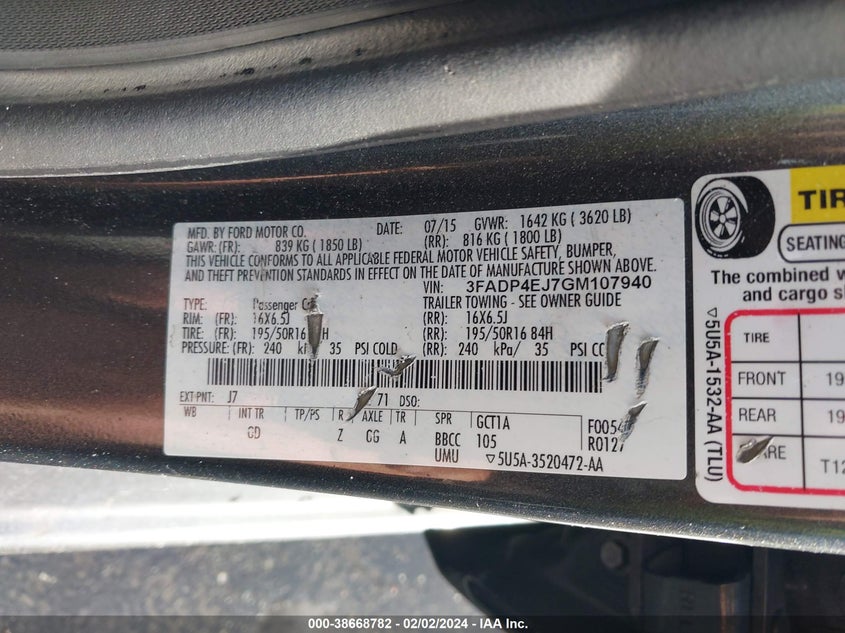 MFD. BY FORD MOTOR CO. DATE: 07/15 GVWR: 1642 KG ( 3620 LB)
GAWR: (FR): 839 KG ( 1850 LB) (RR): 816 KG ( 1800 LB)
THIS VEHICLE CONFORMS TO ALL APPLICABLE FEDERAL MOTOR VEHICLE SAFETY, BUMPER,
AND THEFT PREVENTION STANDARDS IN EFFECT ON THE DATE OF MANUFACTURE SHOWN ABOVE.
VIN: 3FADP4EJ7GM107940
TYPE: Passenger TRAILER TOWING - SEE OWNER GUIDE
RIM: (FR): 16X6.5J (RR): 16X6.5J
TIRE: (FR): 195/50R16 (RR): 195/50R16 84H
PRESSURE: (FR): 240 35 PSI COLD (RR): 240 kPa/ 35 PSI
EXT PNT: J7 71 DSO:
WB INT TR TP/PS R AXLE TR SPR GCT1A F0054
GD Z GG A BBCC 105 R0127
UMU ▽5U5A-3520472-AA
SEATING
The combined
and cargo
▽5U5A-1532-AA (TLU)
TIRE
FRONT
REAR
000-38668782 - 02/02/2024 - IAA Inc.